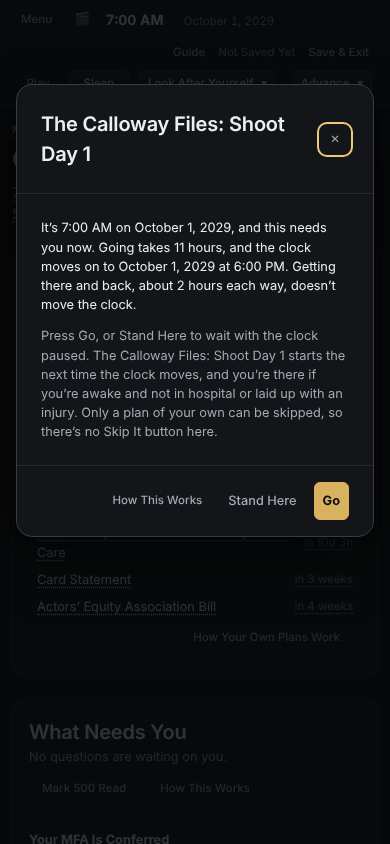 Menu 7:00 AM October 1, 2029
Guide Not Saved Yet Save & Exit
Play Sleep Look After Yourself Advance
The Calloway Files: Shoot
Day 1
×
It's 7:00 AM on October 1, 2029, and this needs
you now. Going takes 11 hours, and the clock
moves on to October 1, 2029 at 6:00 PM. Getting
there and back, about 2 hours each way, doesn't
move the clock.
Press Go, or Stand Here to wait with the clock
paused. The Calloway Files: Shoot Day 1 starts the
next time the clock moves, and you're there if
you're awake and not in hospital or laid up with an
injury. Only a plan of your own can be skipped, so
there's no Skip It button here.
How This Works Stand Here Go
Care
Card Statement in 3 weeks
Actors' Equity Association Bill in 4 weeks
How Your Own Plans Work
What Needs You
No questions are waiting on you.
Mark 500 Read How This Works
Your MFA Is Conferred